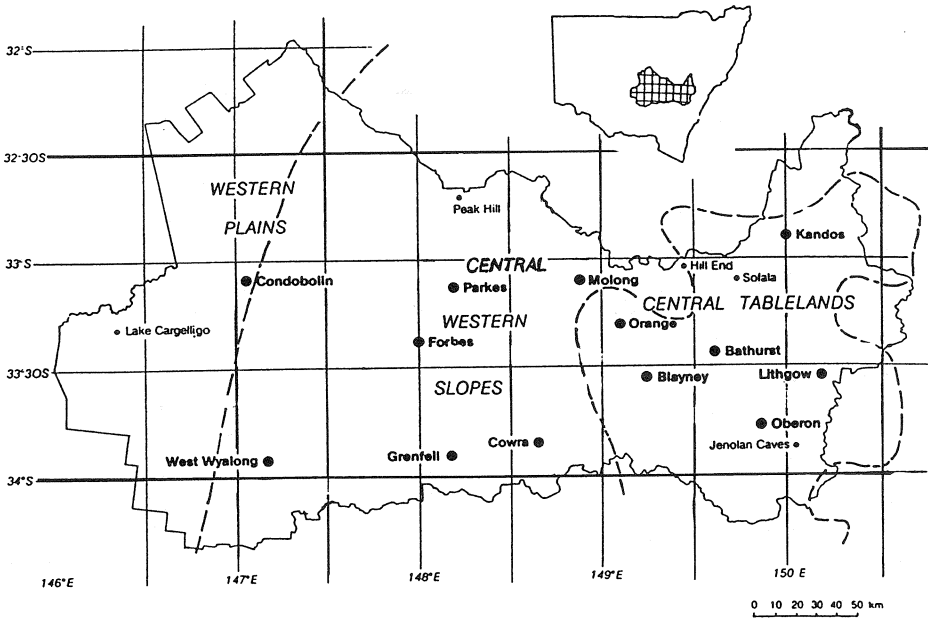 32°S
32·30S
WESTERN
PLAINS
Peak Hill
Kandos
33°S
CENTRAL
Hill End
Condobolin
Parkes
Molong
Sofala
WESTERN
CENTRAL TABLELANDS
Lake Cargelligo
Orange
Forbes
Bathurst
33°30S
SLOPES
Blayney
Lithgow
Oberon
Cowra
Jenolan Caves
West Wyalong
Grenfell
34°S
146°E
147°E
148°E
149°E
150 E
0 10 20 30 40 50 km